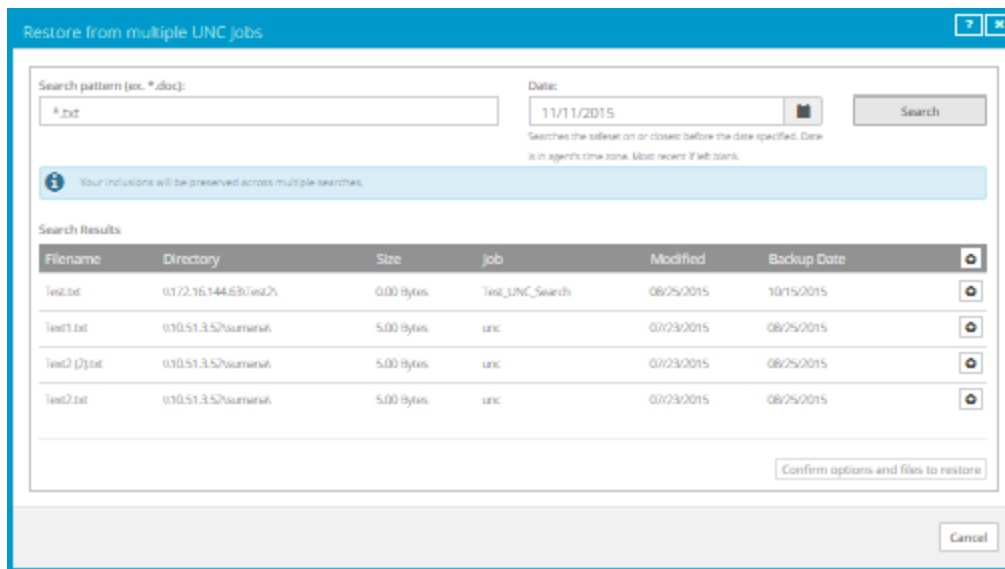 Restore from multiple UNC jobs
?
Search pattern (ex. *.doc):
Date:
*.txt
11/11/2015
Search
Searches the safeset on or closest before the date specified. Date
is in agent's time zone. Most recent if left blank.
Your inclusions will be preserved across multiple searches.
Search Results
Filename Directory Size Job Modified Backup Date
Test.txt \\172.16.144.63\Test2\ 0.00 Bytes Test_UNC_Search 08/25/2015 10/15/2015
Text1.txt \\10.51.3.52\sumana\ 5.00 Bytes unc 07/23/2015 08/25/2015
Text2 (2).txt \\10.51.3.52\sumana\ 5.00 Bytes unc 07/23/2015 08/25/2015
Text2.txt \\10.51.3.52\sumana\ 5.00 Bytes unc 07/23/2015 08/25/2015
Confirm options and files to restore
Cancel